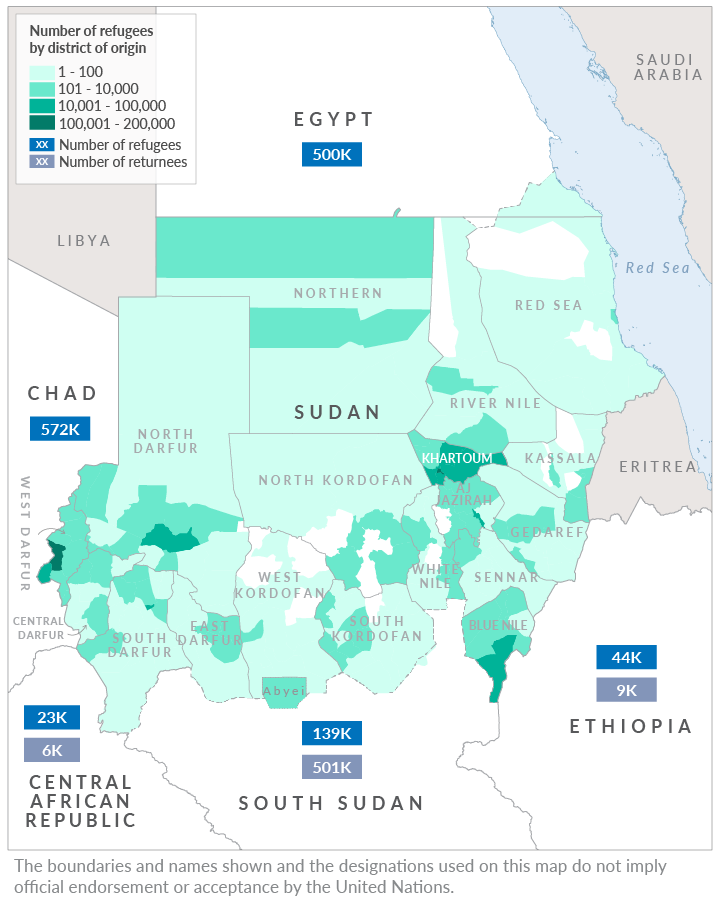 Number of refugees
by district of origin
1 - 100
101 - 10,000
10,001 - 100,000
100,001 - 200,000
xx Number of refugees
xx Number of returnees
SAUDI
ARABIA
EGYPT
500K
LIBYA
Red Sea
NORTHERN
RED SEA
CHAD
572K
SUDAN
RIVER NILE
NORTH
DARFUR
KHARTOUM
KASSALA
ERITREA
NORTH KORDOFAN
AJ
JAZIRAH
WEST DARFUR
GEDAREF
WHITE
NILE
SENNAR
WEST
KORDOFAN
CENTRAL
DARFUR
SOUTH
DARFUR
EAST
DARFUR
SOUTH
KORDOFAN
BLUE NILE
Abyei
44K
9K
ETHIOPIA
23K
6K
CENTRAL
AFRICAN
REPUBLIC
139K
501K
SOUTH SUDAN
The boundaries and names shown and the designations used on this map do not imply
official endorsement or acceptance by the United Nations.